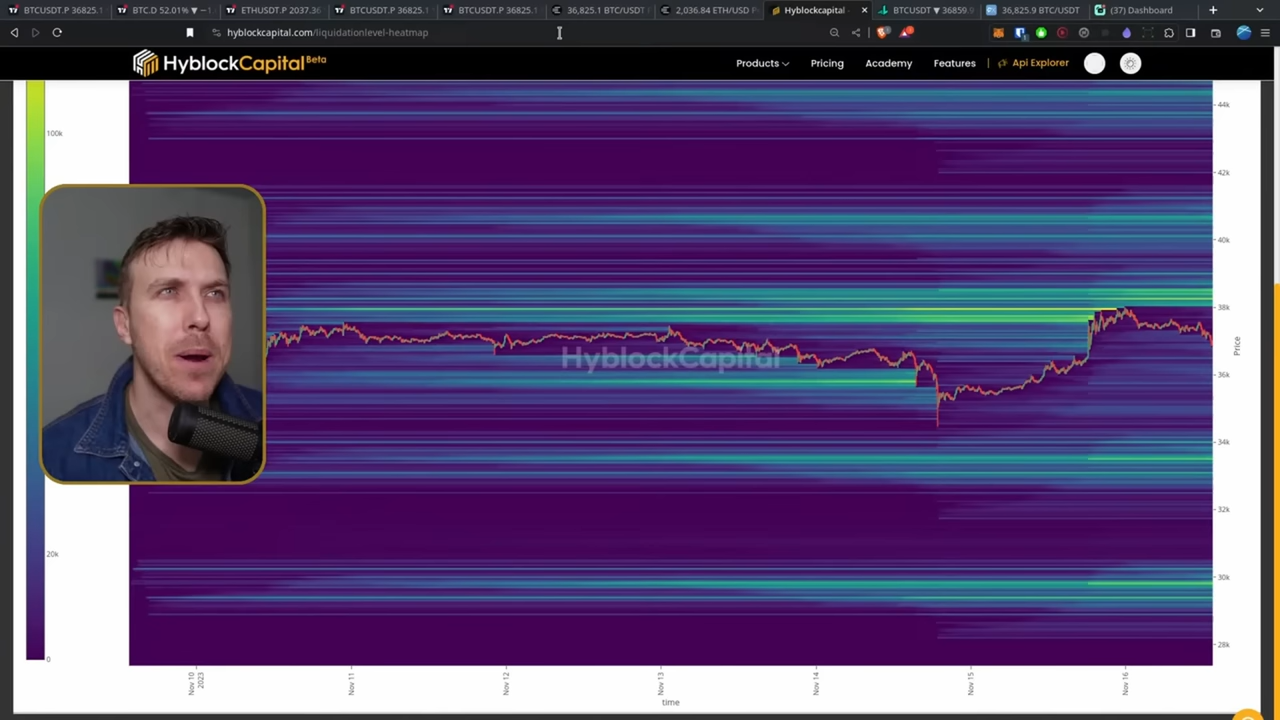 BTCUSDT.P 36825.1
BTC.D 52.01% ▼ −1
ETHUSDT.P 2037.36
BTCUSDT.P 36825.1
BTCUSDT.P 36825.1
36,825.1 BTC/USDT
2,036.84 ETH/USD P
Hyblockcapital
BTCUSDT ▼ 36859.9
36,825.9 BTC/USDT
(37) Dashboard
hyblockcapital.com/liquidationlevel-heatmap
HyblockCapital Beta
Products
Pricing
Academy
Features
Api Explorer
100k
20k
0
HyblockCapital
44k
42k
40k
38k
36k
34k
32k
30k
28k
Price
Nov 10
2023
Nov 11
Nov 12
Nov 13
Nov 14
Nov 15
Nov 16
time